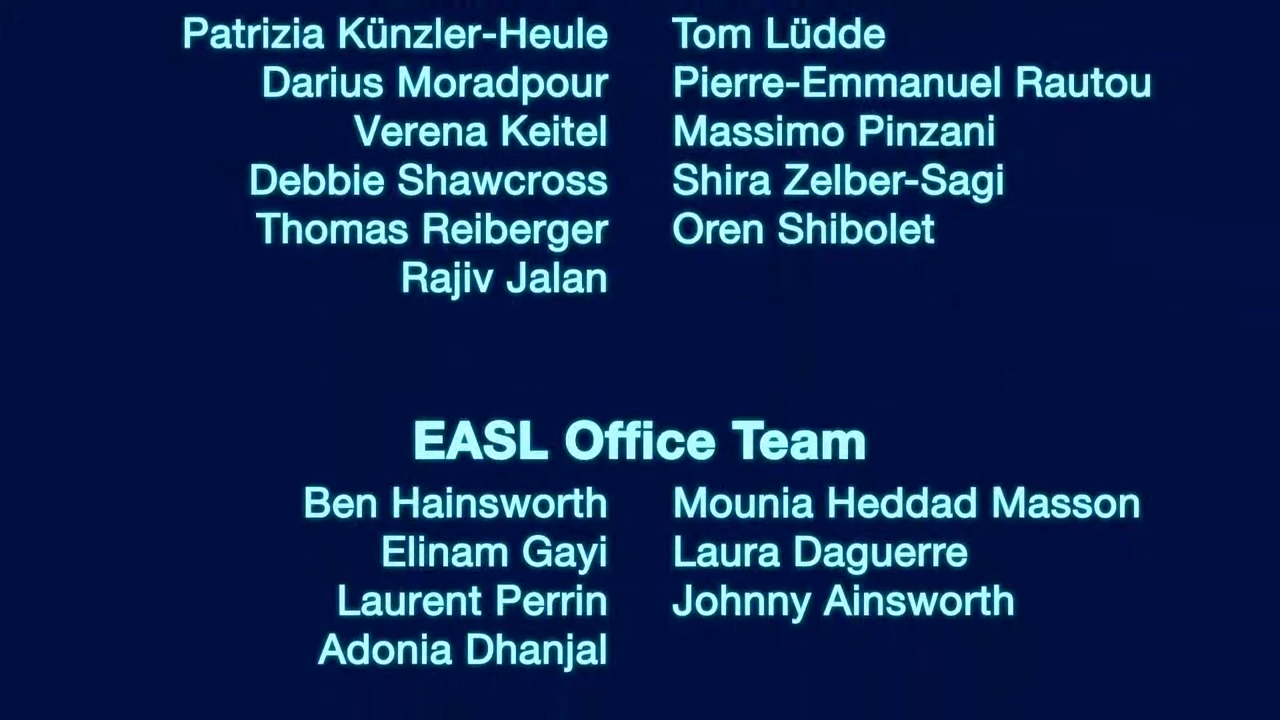 Patrizia Künzler-Heule Tom Lüdde
Darius Moradpour Pierre-Emmanuel Rautou
Verena Keitel Massimo Pinzani
Debbie Shawcross Shira Zelber-Sagi
Thomas Reiberger Oren Shibolet
Rajiv Jalan
EASL Office Team
Ben Hainsworth Mounia Heddad Masson
Elinam Gayi Laura Daguerre
Laurent Perrin Johnny Ainsworth
Adonia Dhanjal